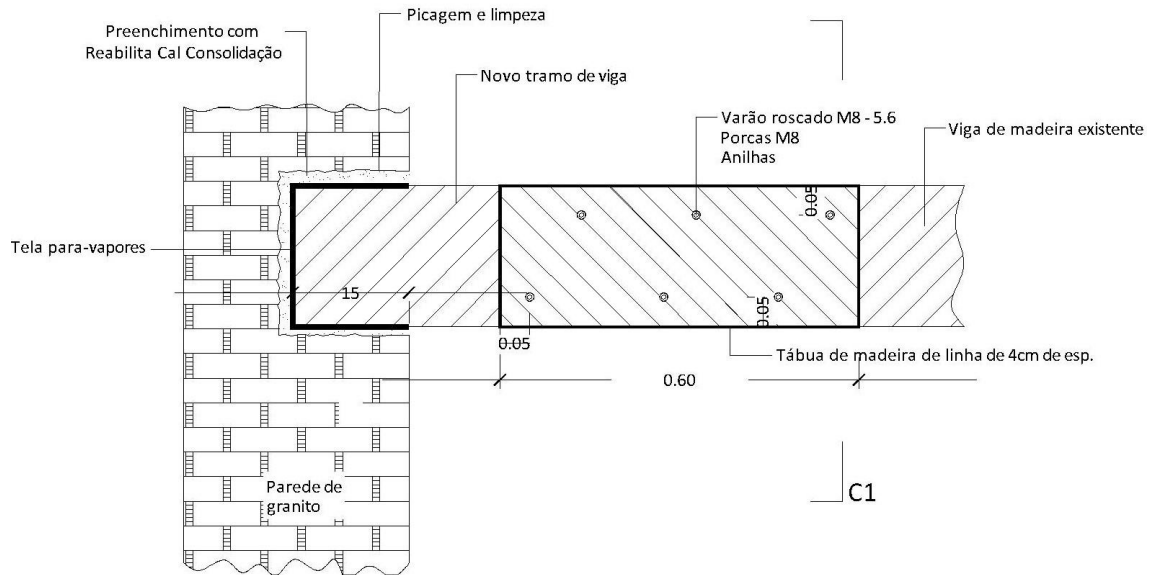 Picagem e limpeza
Preenchimento com
Reabilita Cal Consolidação
Novo tramo de viga
Varão roscado M8 - 5.6
Porcas M8
Anilhas
Viga de madeira existente
0.05
Tela para-vapores
15
0.05
0.05
Tábua de madeira de linha de 4cm de esp.
0.60
Parede de
granito
C1